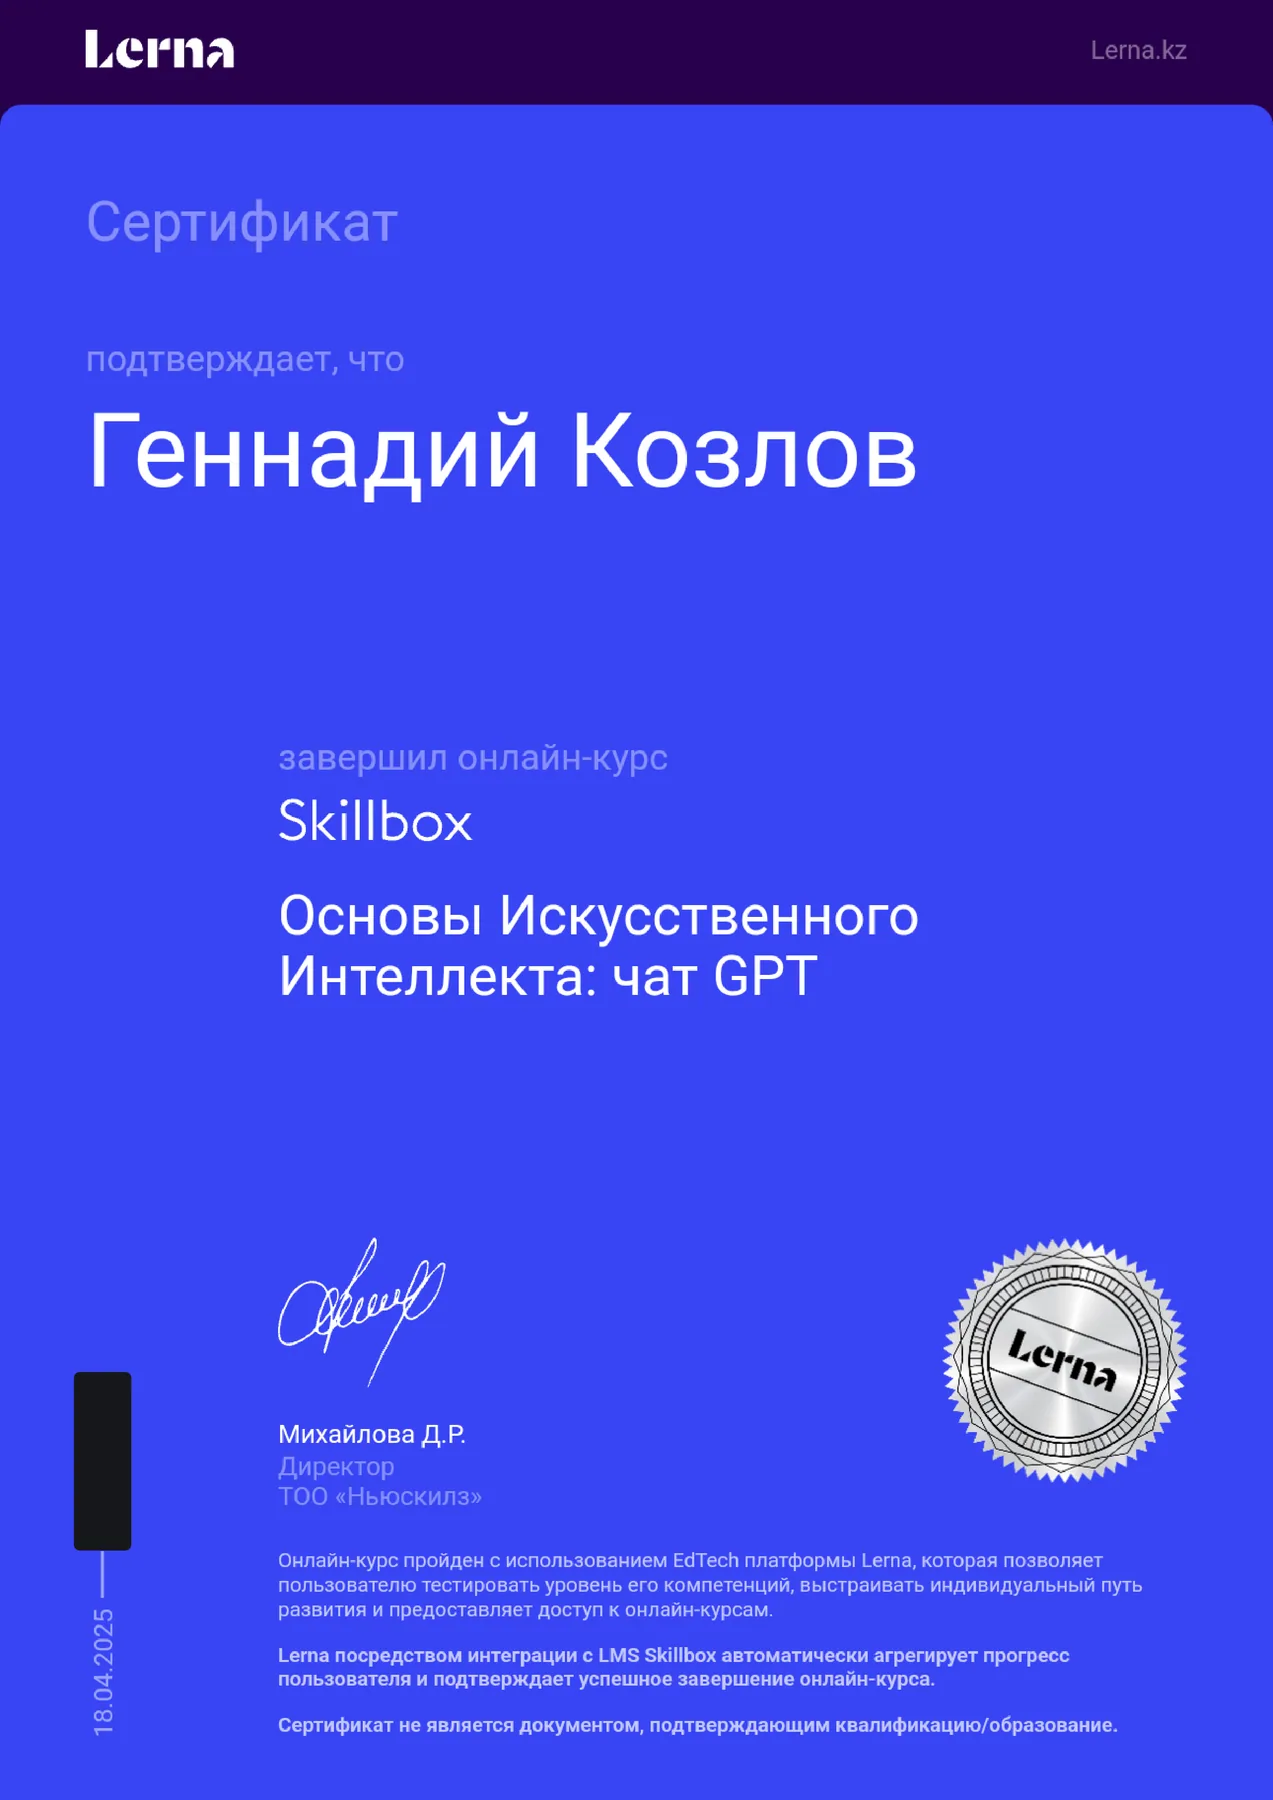 Lerna
Lerna.kz
Сертификат
подтверждает, что
Геннадий Козлов
завершил онлайн-курс
Skillbox
Основы Искусственного
Интеллекта: чат GPT
Lerna
Михайлова Д.Р.
Директор
ТОО «Ньюскилз»
18.04.2025
Онлайн-курс пройден с использованием EdTech платформы Lerna, которая позволяет
пользователю тестировать уровень его компетенций, выстраивать индивидуальный путь
развития и предоставляет доступ к онлайн-курсам.
Lerna посредством интеграции с LMS Skillbox автоматически агрегирует прогресс
пользователя и подтверждает успешное завершение онлайн-курса.
Сертификат не является документом, подтверждающим квалификацию/образование.